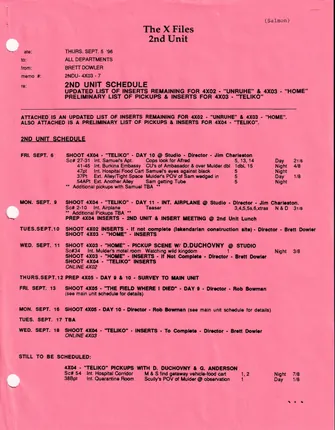 (Salmon)
The X Files
2nd Unit
date: THURS. SEPT. 5 '96
to: ALL DEPARTMENTS
from: BRETT DOWLER
memo #: 2NDU- 4X03 - 7
re: 2ND UNIT SCHEDULE
UPDATED LIST OF INSERTS REMAINING FOR 4X02 - "UNRUHE" & 4X03 - "HOME"
PRELIMINARY LIST OF PICKUPS & INSERTS FOR 4X03 - "TELIKO"
ATTACHED IS AN UPDATED LIST OF INSERTS REMAINING FOR 4X02 - "UNRUHE" & 4X03 - "HOME".
ALSO ATTACHED IS A PRELIMINARY LIST OF PICKUPS & INSERTS FOR 4X04 - "TELIKO".
2ND UNIT SCHEDULE
FRI. SEPT. 6 SHOOT 4X04 - "TELIKO" - DAY 10 @ Studio - Director - Jim Charleston.
Sc# 27-31 Int. Samuel's Apt. Cops look for Alfred 5, 13, 14 Day
41-46 Int. Burkina Embassy CU's of Ambassador & over Mulder 1, 15 Night 4/8
47pt Int. Hospital Food Cart Samuel's eyes against black 5 Night
37Pt Ext. Alley/Tight Space Mulder's POV of Sam wedged in 5 Day 1/8
54XPt Ext. Another Alley Sam getting Tube 5 Night
** Additional pickups with Samuel TBA **
MON. SEPT. 9 SHOOT 4X04 - "TELIKO" - DAY 11 - INT. AIRPLANE @ Studio - Director - Jim Charleston.
Sc# 2-10 Int. Airplane Teaser N & D
** Additional Pickups TBA **
PREP 4X04 INSERTS - 2ND UNIT & INSERT MEETING @ 2nd Unit Lunch
TUES. SEPT. 10 SHOOT 4X02 INSERTS - If not complete (Iskandarian construction site) - Director - Brett Dowler
SHOOT 4X03 - "HOME" - INSERTS
WED. SEPT. 11 SHOOT 4X03 - "HOME" - PICKUP SCENE W/ D.DUCHOVNY @ STUDIO
Sc#34 Int. Mulder's motel room Watching wild kingdom 1 Night 3/8
SHOOT 4X03 - "HOME" - INSERTS - If Not Complete - Director - Brett Dowler
SHOOT 4X04 - "TELIKO" INSERTS
ONLINE 4X02
THURS. SEPT. 12 PREP 4X05 - DAY 9 & 10 - SURVEY TO MAIN UNIT
FRI. SEPT. 13 SHOOT 4X05 - "THE FIELD WHERE I DIED" - DAY 9 - Director - Rob Bowman
(see main unit schedule for details)
MON. SEPT. 16 SHOOT 4X05 - DAY 10 - Director - Rob Bowman (see main unit schedule for details)
TUES. SEPT. 17 TBA
WED. SEPT. 18 SHOOT 4X04 - "TELIKO" - INSERTS - To Complete - Director - Brett Dowler
ONLINE 4X03
STILL TO BE SCHEDULED:
4X04 - "TELIKO" PICKUPS WITH D. DUCHOVNY & G. ANDERSON
Sc# 54 Int. Hospital Corridor M & S find getaway vehicle-food cart 1, 2 Night 7/8
38Bpt Int. Quarantine Room Scully's POV of Mulder @ observation 1 Day 1/8